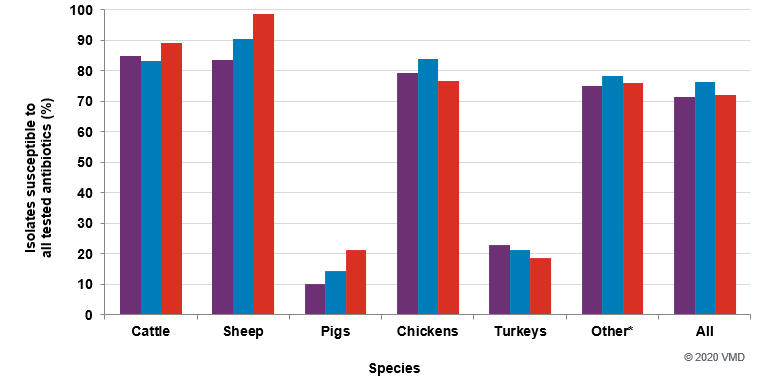 Isolates susceptible to
all tested antibiotics (%)
100
90
80
70
60
50
40
30
20
10
0
Cattle Sheep Pigs Chickens Turkeys Other* All
Species
© 2020 VMD